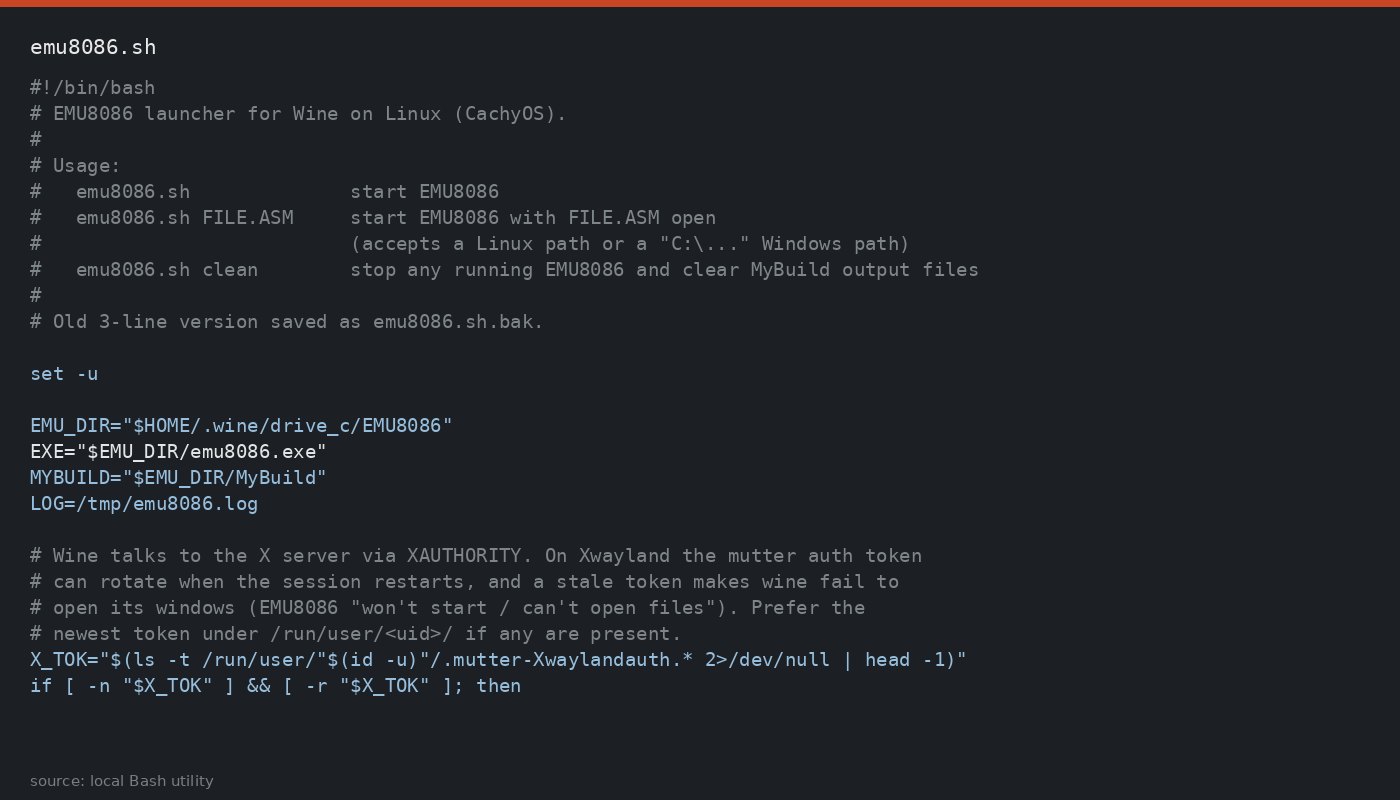 emu8086.sh
#!/bin/bash
# EMU8086 launcher for Wine on Linux (CachyOS).
#
# Usage:
#   emu8086.sh              start EMU8086
#   emu8086.sh FILE.ASM     start EMU8086 with FILE.ASM open
#                           (accepts a Linux path or a "C:\..." Windows path)
#   emu8086.sh clean        stop any running EMU8086 and clear MyBuild output files
#
# Old 3-line version saved as emu8086.sh.bak.

set -u

EMU_DIR="$HOME/.wine/drive_c/EMU8086"
EXE="$EMU_DIR/emu8086.exe"
MYBUILD="$EMU_DIR/MyBuild"
LOG=/tmp/emu8086.log

# Wine talks to the X server via XAUTHORITY. On Xwayland the mutter auth token
# can rotate when the session restarts, and a stale token makes wine fail to
# open its windows (EMU8086 "won't start / can't open files"). Prefer the
# newest token under /run/user/<uid>/ if any are present.
X_TOK="$(ls -t /run/user/"$(id -u)"/.mutter-Xwaylandauth.* 2>/dev/null | head -1)"
if [ -n "$X_TOK" ] && [ -r "$X_TOK" ]; then
source: local Bash utility